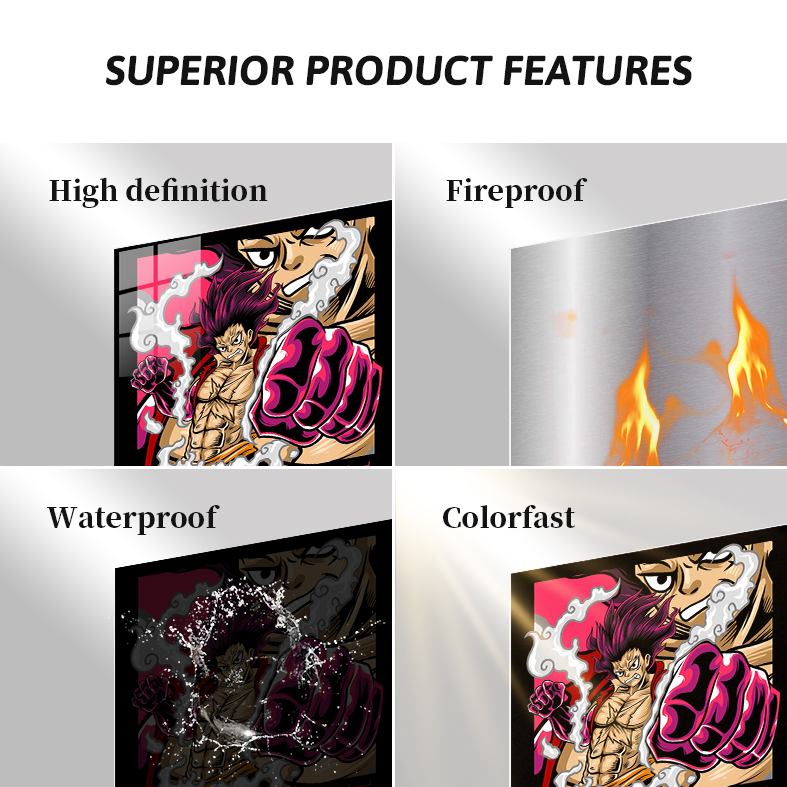 SUPERIOR PRODUCT FEATURES
High definition
Fireproof
Waterproof
Colorfast